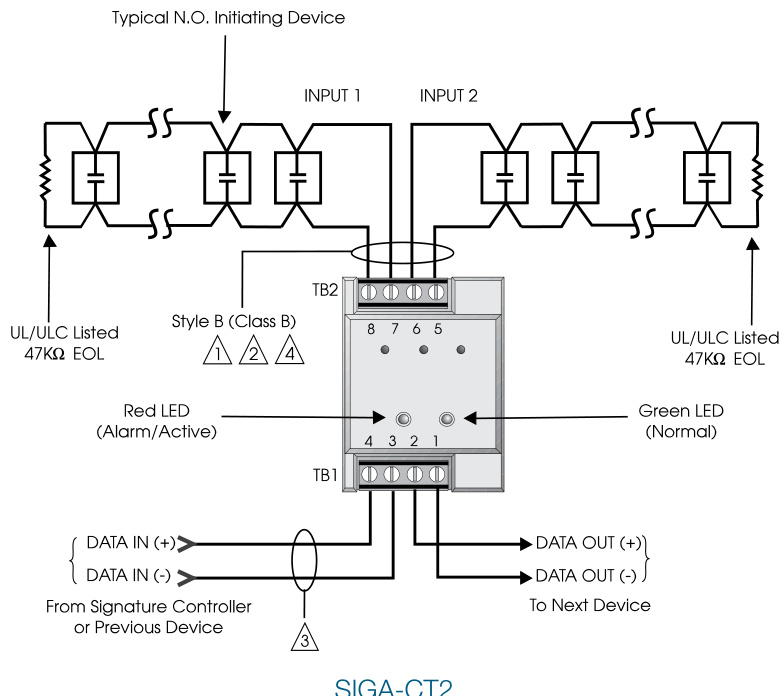 Typical N.O. Initiating Device
INPUT 1
INPUT 2
TB2
8 7 6 5
Style B (Class B)
1 2 4
UL/ULC Listed
47KΩ EOL
UL/ULC Listed
47KΩ EOL
Red LED
(Alarm/Active)
Green LED
(Normal)
4 3 2 1
TB1
DATA IN (+)
DATA OUT (+)
DATA IN (-)
DATA OUT (-)
From Signature Controller
or Previous Device
To Next Device
3
SIGA-CT2